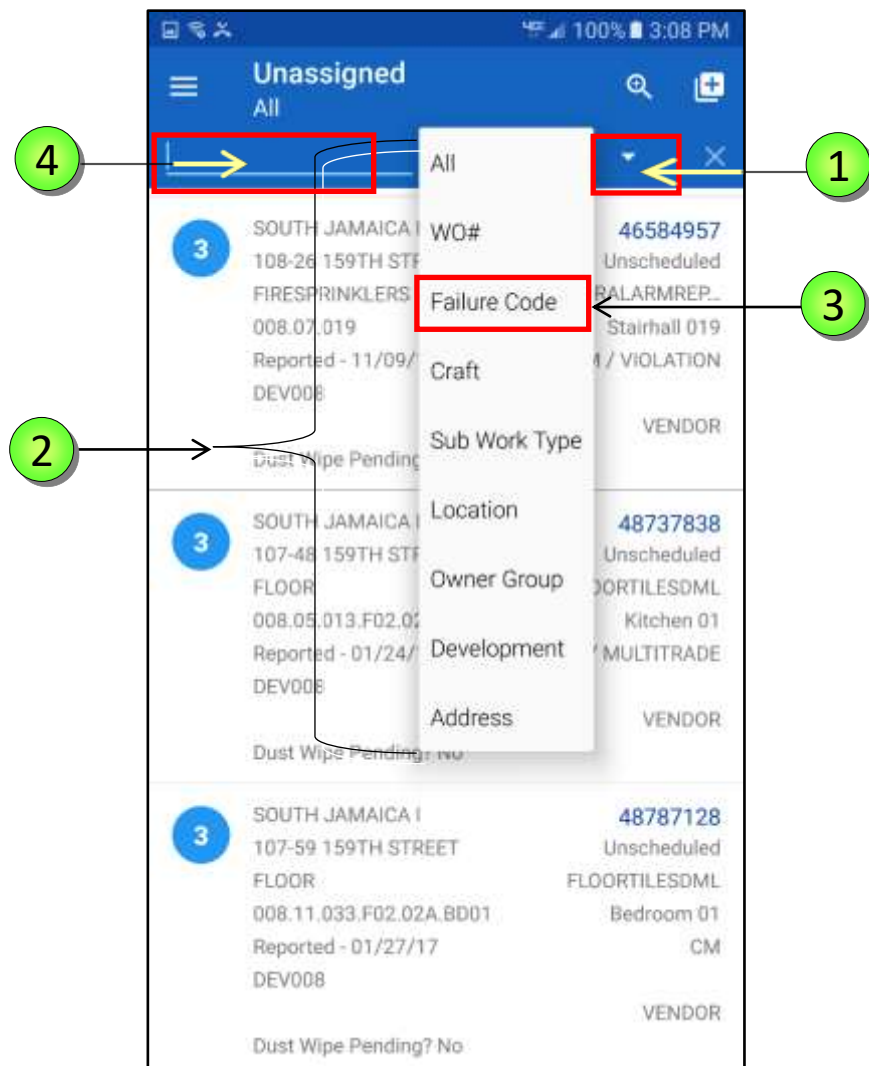 100% 3:08 PM
Unassigned
All
4
1
All
WO#
Failure Code
Craft
Sub Work Type
Location
Owner Group
Development
Address
3
2
3
SOUTH JAMAICA I
46584957
108-26 159TH STR
Unscheduled
FIRESPRINKLERS
RALARMREP...
008.07.019
Stairhall 019
Reported - 11/09/
/ VIOLATION
DEV008
VENDOR
Dust Wipe Pending
3
SOUTH JAMAICA I
48737838
107-48 159TH STR
Unscheduled
FLOOR
OORTILESDML
008.05.013.F02.02
Kitchen 01
Reported - 01/24/
/ MULTITRADE
DEV008
VENDOR
Dust Wipe Pending? No
3
SOUTH JAMAICA I
48787128
107-59 159TH STREET
Unscheduled
FLOOR
FLOORTILESDML
008.11.033.F02.02A.BD01
Bedroom 01
Reported - 01/27/17
CM
DEV008
VENDOR
Dust Wipe Pending? No